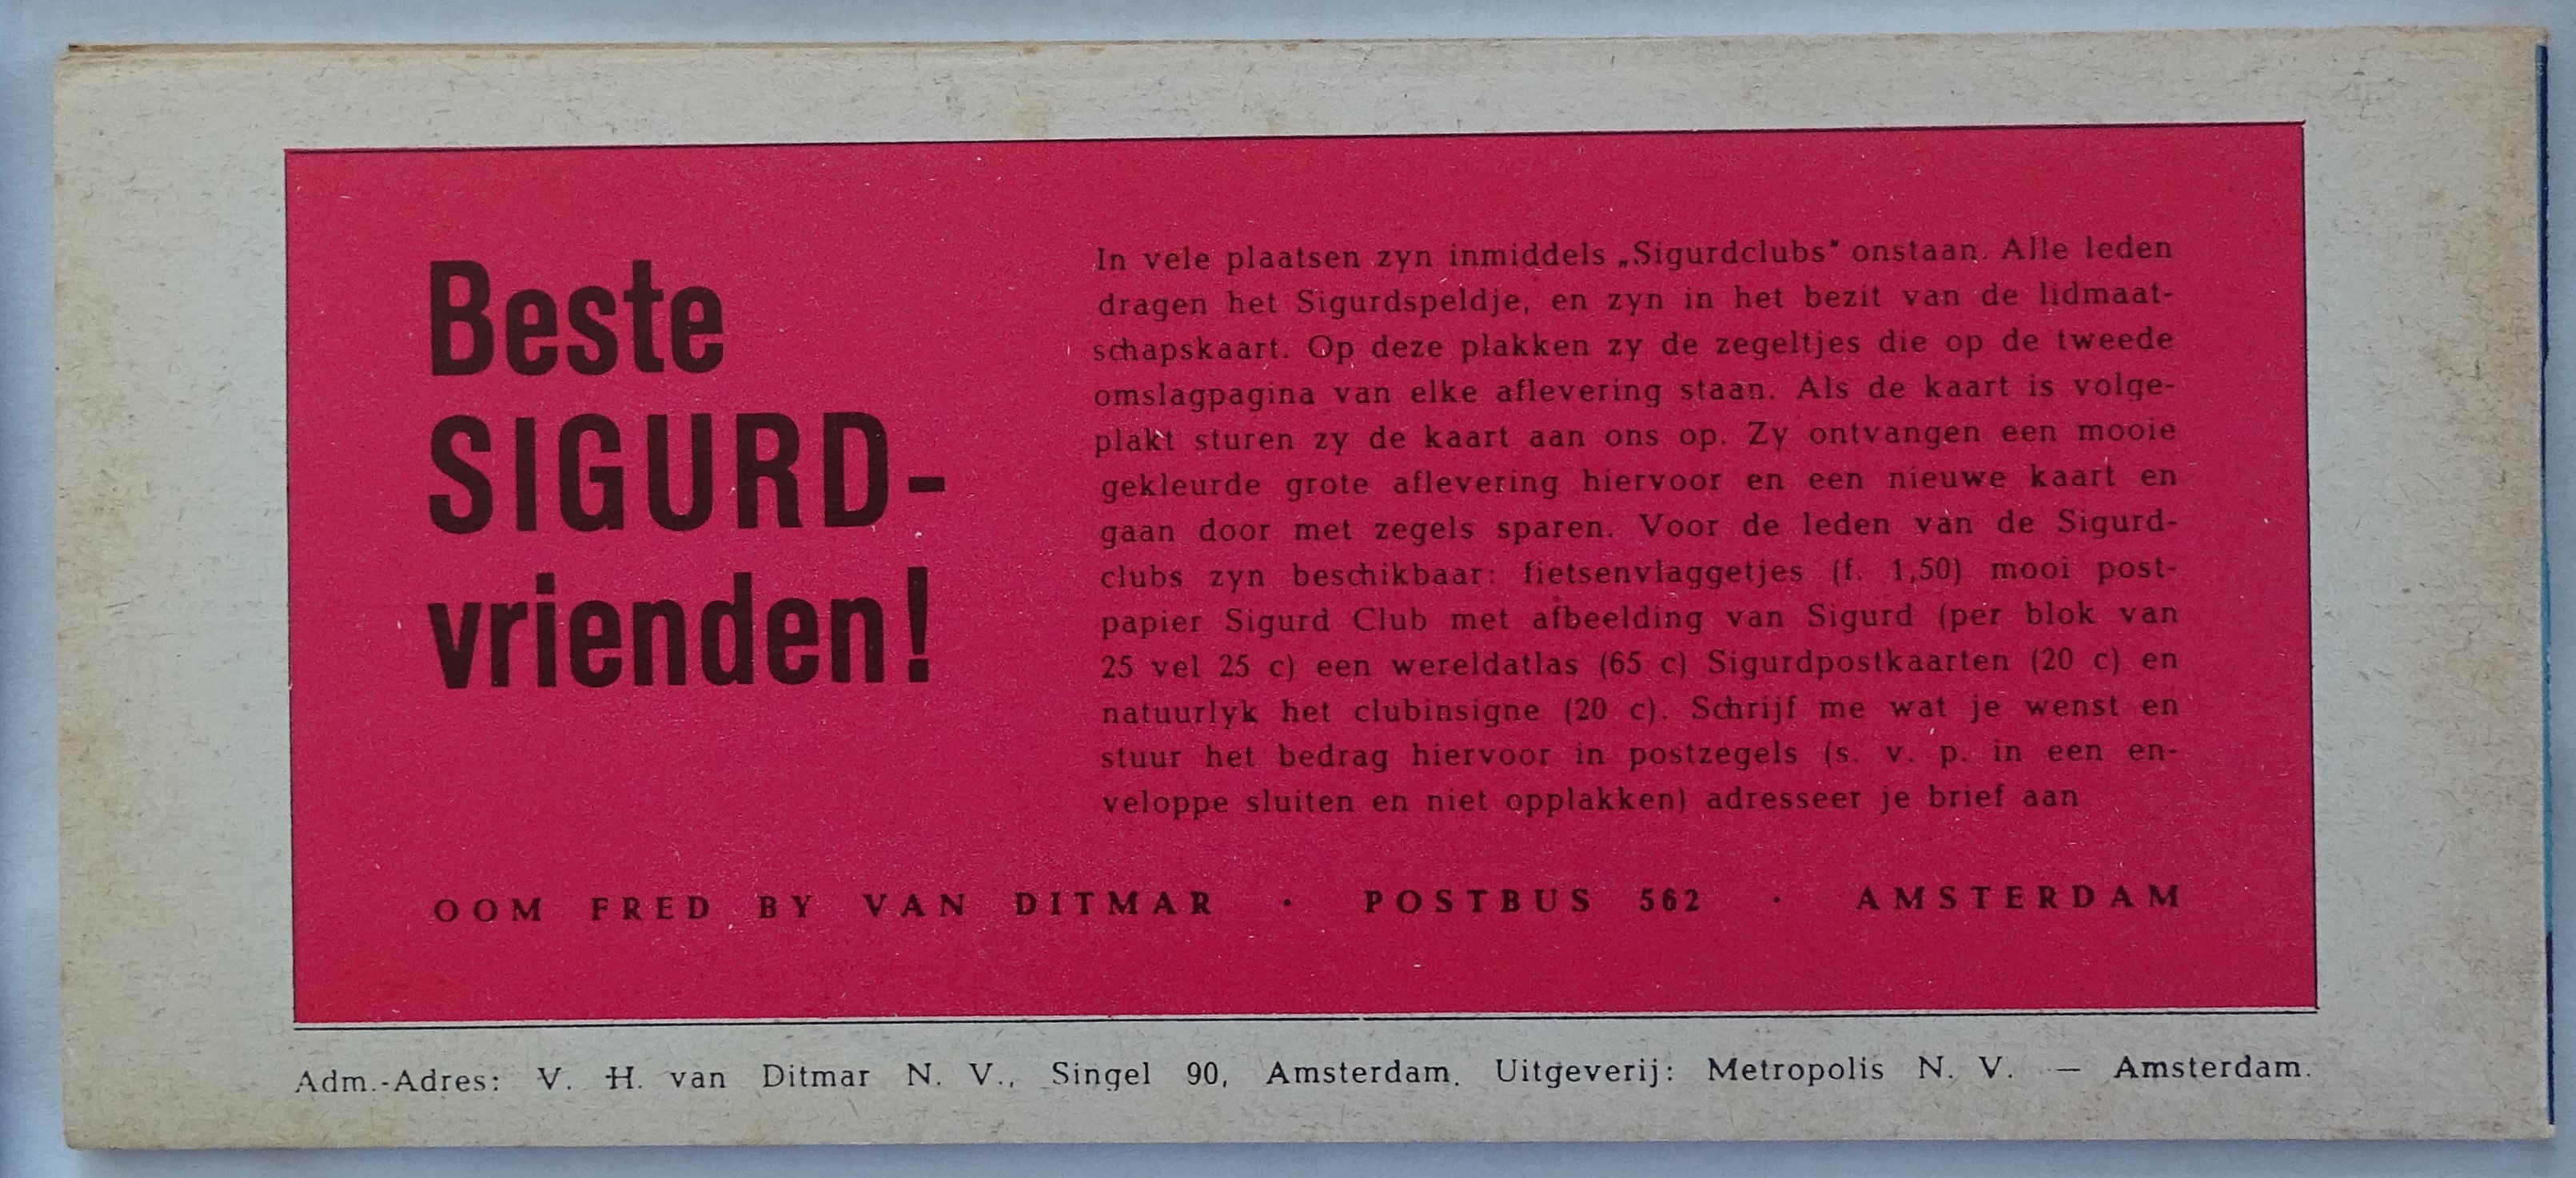 Beste
SIGURD-
vrienden!
In vele plaatsen zyn inmiddels „Sigurdclubs" onstaan. Alle leden
dragen het Sigurdspeldje, en zyn in het bezit van de lidmaat-
schapskaart. Op deze plakken zy de zegeltjes die op de tweede
omslagpagina van elke aflevering staan. Als de kaart is volge-
plakt sturen zy de kaart aan ons op. Zy ontvangen een mooie
gekleurde grote aflevering hiervoor en een nieuwe kaart en
gaan door met zegels sparen. Voor de leden van de Sigurd-
clubs zyn beschikbaar: fietsenvlaggetjes (f. 1,50) mooi post-
papier Sigurd Club met afbeelding van Sigurd (per blok van
25 vel 25 c) een wereldatlas (65 c) Sigurdpostkaarten (20 c) en
natuurlyk het clubinsigne (20 c). Schrijf me wat je wenst en
stuur het bedrag hiervoor in postzegels (s. v. p. in een en-
veloppe sluiten en niet opplakken) adresseer je brief aan
OOM FRED BY VAN DITMAR · POSTBUS 562 · AMSTERDAM
Adm.-Adres: V. H. van Ditmar N. V., Singel 90, Amsterdam. Uitgeverij: Metropolis N. V. — Amsterdam.